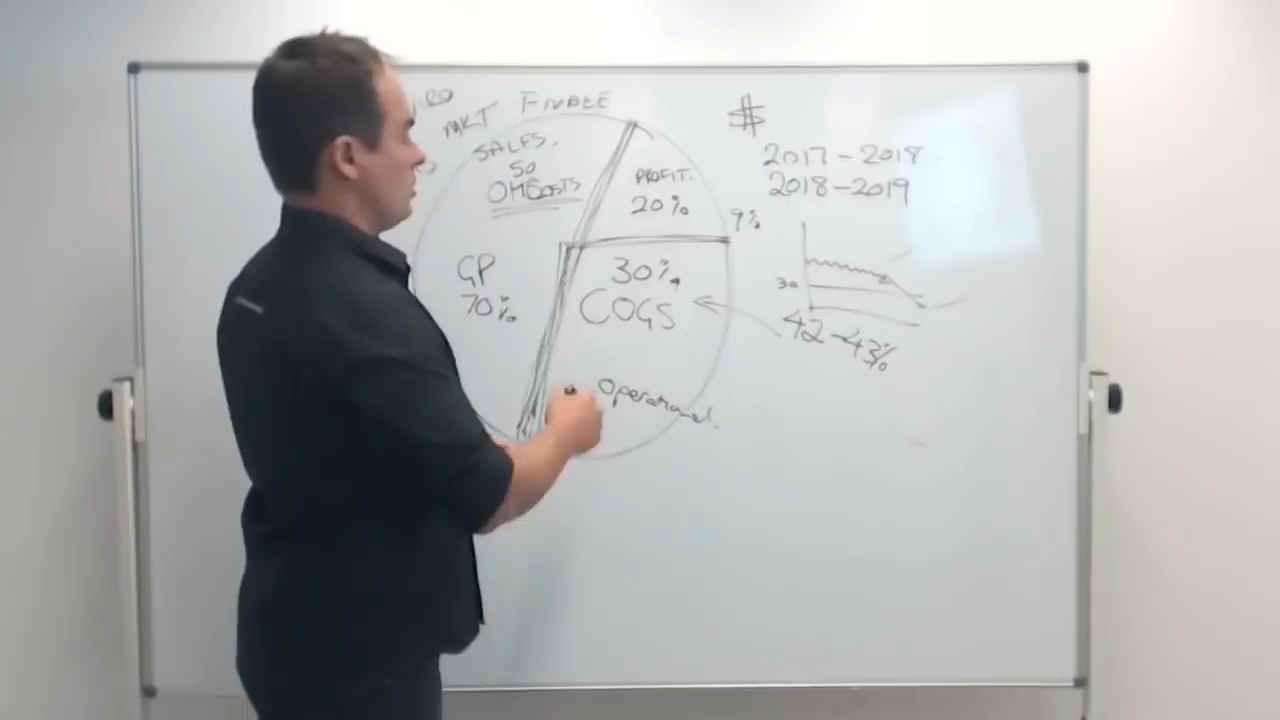 MKT FINANCE
SALES.
50
OH COSTS
PROFIT.
20%
9%
GP
70%
30%
COGS
Operational.
$
2017-2018
2018-2019
30
42-43%